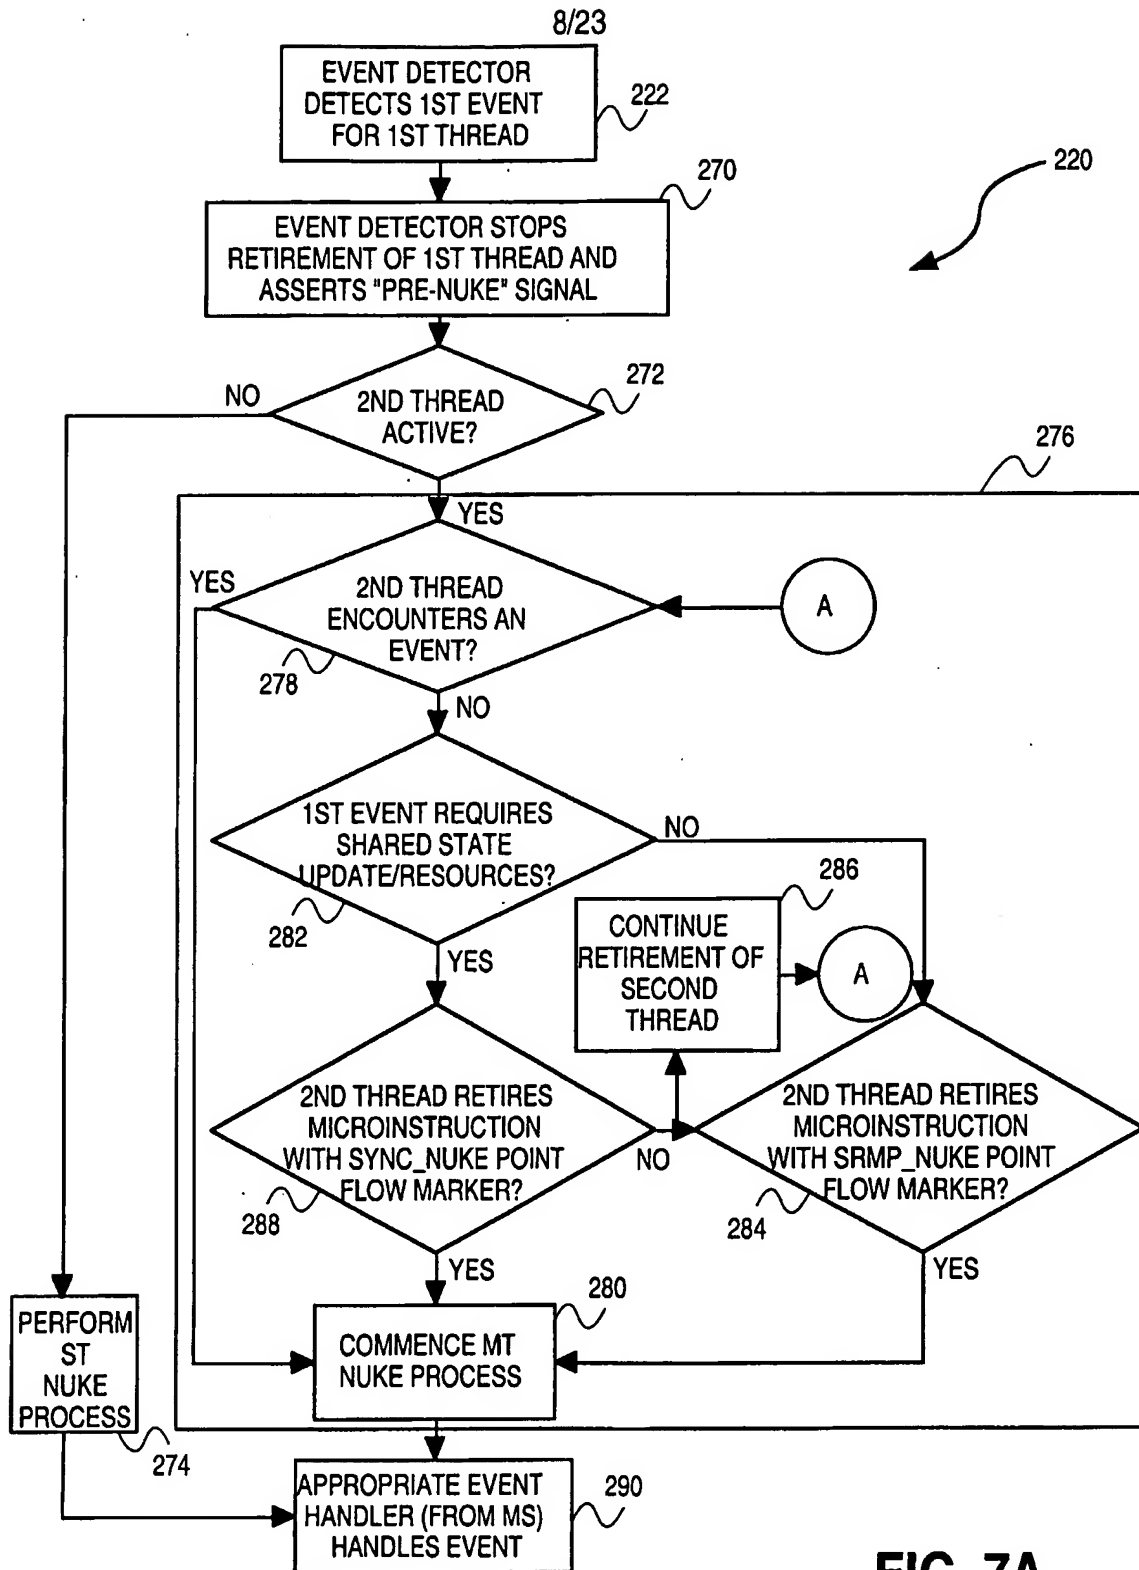 8/23
EVENT DETECTOR
DETECTS 1ST EVENT
FOR 1ST THREAD
222
220
270
EVENT DETECTOR STOPS
RETIREMENT OF 1ST THREAD AND
ASSERTS "PRE-NUKE" SIGNAL
NO
2ND THREAD
ACTIVE?
272
276
YES
YES
2ND THREAD
ENCOUNTERS AN
EVENT?
278
A
NO
1ST EVENT REQUIRES
SHARED STATE
UPDATE/RESOURCES?
282
NO
286
CONTINUE
RETIREMENT OF
SECOND
THREAD
A
YES
2ND THREAD RETIRES
MICROINSTRUCTION
WITH SYNC_NUKE POINT
FLOW MARKER?
288
NO
2ND THREAD RETIRES
MICROINSTRUCTION
WITH SRMP_NUKE POINT
FLOW MARKER?
284
YES
YES
280
COMMENCE MT
NUKE PROCESS
PERFORM
ST
NUKE
PROCESS
274
APPROPRIATE EVENT
HANDLER (FROM MS)
HANDLES EVENT
290
FIG. 7A